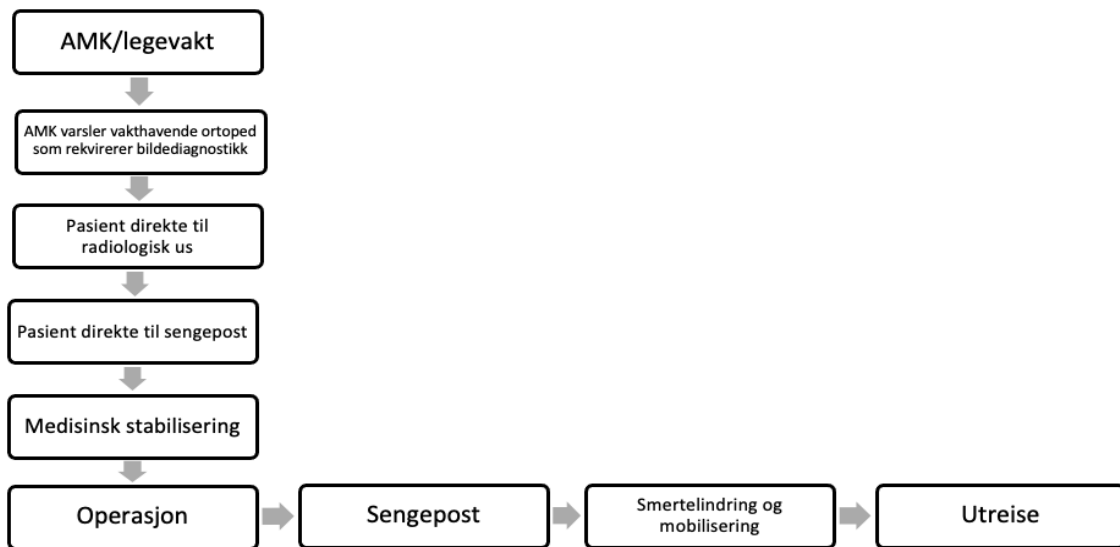 AMK/legevakt
AMK varsler vakthavende ortoped
som rekvirerer bildediagnostikk
Pasient direkte til
radiologisk us
Pasient direkte til sengepost
Medisinsk stabilisering
Operasjon
Sengepost
Smertelindring og
mobilisering
Utreise